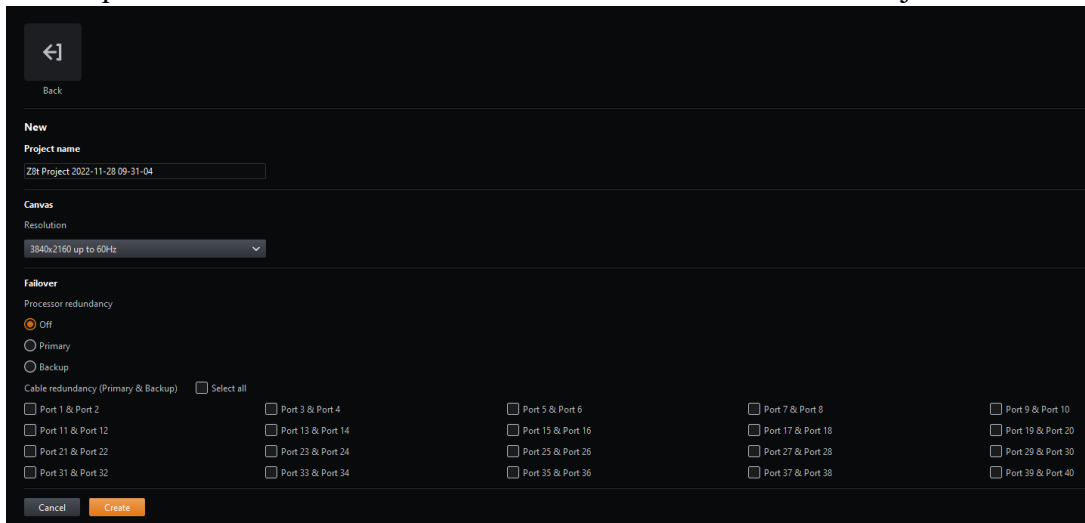 Back
New
Project name
Z8t Project 2022-11-28 09-31-04
Canvas
Resolution
3840x2160 up to 60Hz
Failover
Processor redundancy
Off
Primary
Backup
Cable redundancy (Primary & Backup) Select all
Port 1 & Port 2 Port 3 & Port 4 Port 5 & Port 6 Port 7 & Port 8 Port 9 & Port 10
Port 11 & Port 12 Port 13 & Port 14 Port 15 & Port 16 Port 17 & Port 18 Port 19 & Port 20
Port 21 & Port 22 Port 23 & Port 24 Port 25 & Port 26 Port 27 & Port 28 Port 29 & Port 30
Port 31 & Port 32 Port 33 & Port 34 Port 35 & Port 36 Port 37 & Port 38 Port 39 & Port 40
Cancel Create